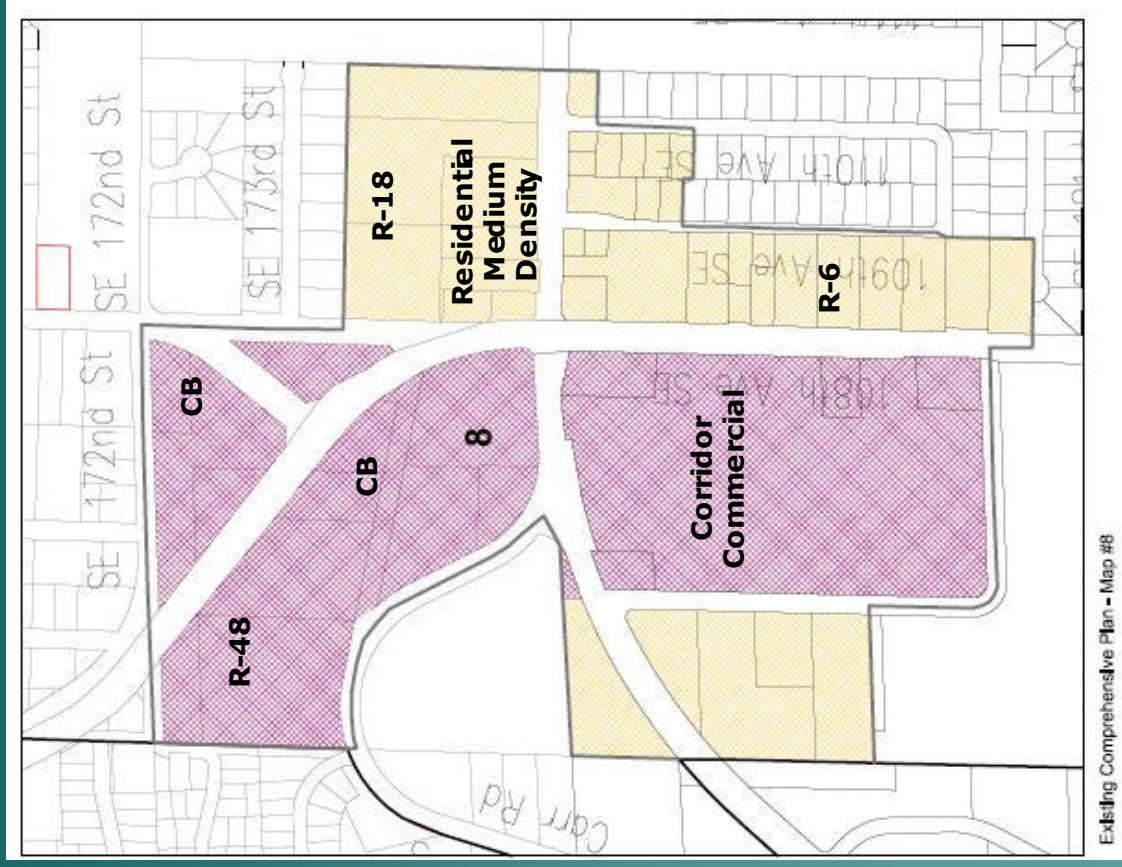 SE 172nd St
SE 173rd St
R-18
Residential
Medium
Density
110th Ave SE
109th Ave SE
R-6
SE 172nd St
CB
CB
8
108th Ave SE
Corridor
Commercial
R-48
Carr Rd
Existing Comprehensive Plan - Map #8